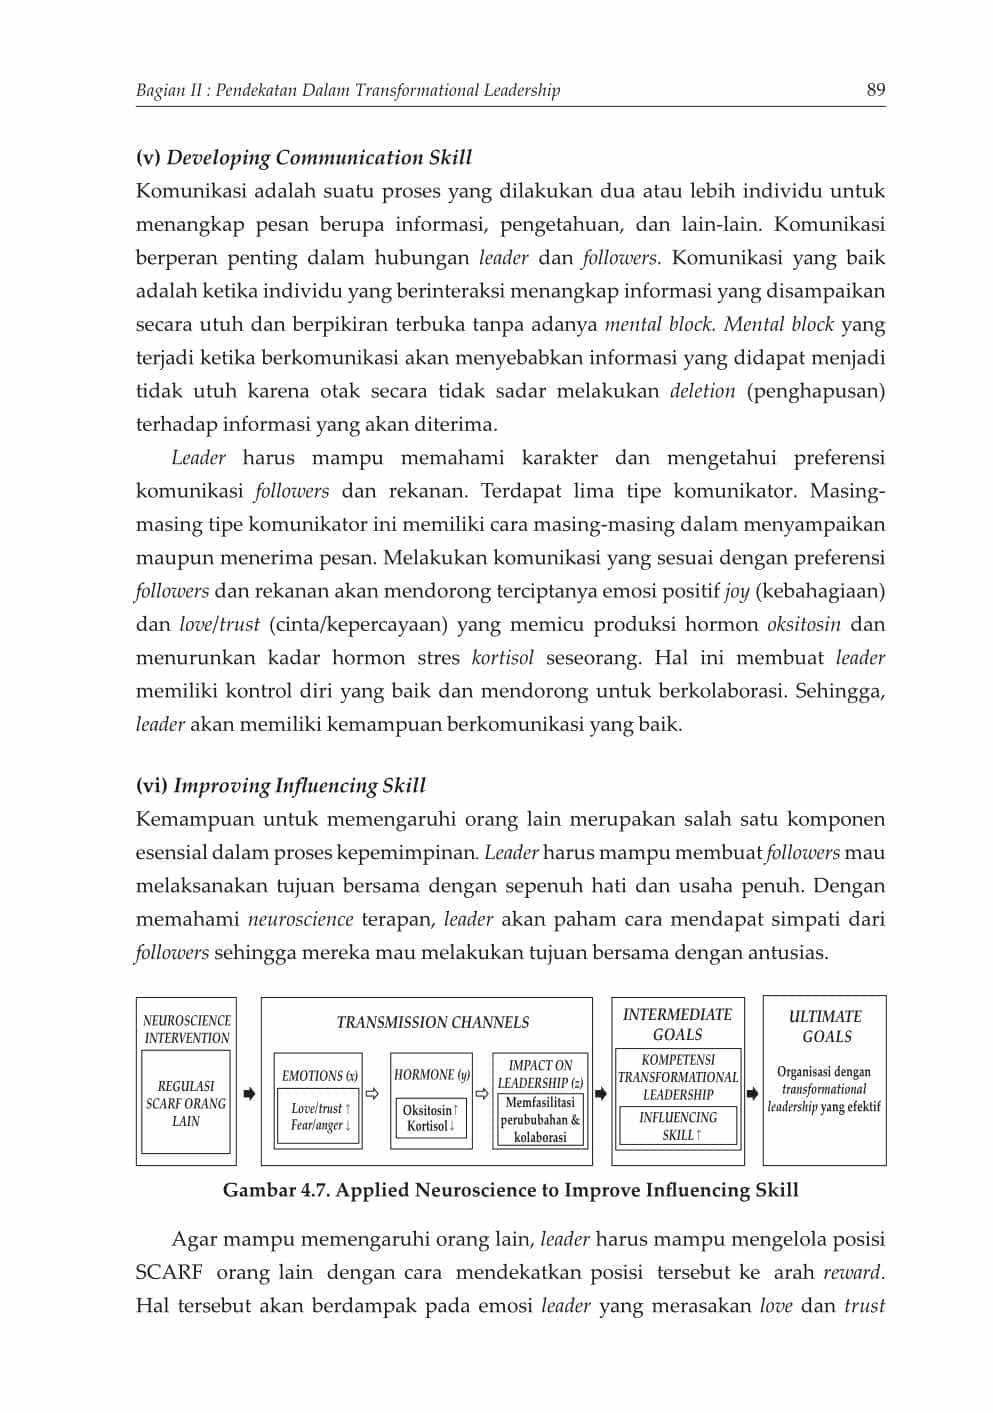 Bagian II : Pendekatan Dalam Transformational Leadership 89
(v) Developing Communication Skill
Komunikasi adalah suatu proses yang dilakukan dua atau lebih individu untuk
menangkap pesan berupa informasi, pengetahuan, dan lain-lain. Komunikasi
berperan penting dalam hubungan leader dan followers. Komunikasi yang baik
adalah ketika individu yang berinteraksi menangkap informasi yang disampaikan
secara utuh dan berpikiran terbuka tanpa adanya mental block. Mental block yang
terjadi ketika berkomunikasi akan menyebabkan informasi yang didapat menjadi
tidak utuh karena otak secara tidak sadar melakukan deletion (penghapusan)
terhadap informasi yang akan diterima.
Leader harus mampu memahami karakter dan mengetahui preferensi
komunikasi followers dan rekanan. Terdapat lima tipe komunikator. Masing-
masing tipe komunikator ini memiliki cara masing-masing dalam menyampaikan
maupun menerima pesan. Melakukan komunikasi yang sesuai dengan preferensi
followers dan rekanan akan mendorong terciptanya emosi positif joy (kebahagiaan)
dan love/trust (cinta/kepercayaan) yang memicu produksi hormon oksitosin dan
menurunkan kadar hormon stres kortisol seseorang. Hal ini membuat leader
memiliki kontrol diri yang baik dan mendorong untuk berkolaborasi. Sehingga,
leader akan memiliki kemampuan berkomunikasi yang baik.
(vi) Improving Influencing Skill
Kemampuan untuk memengaruhi orang lain merupakan salah satu komponen
esensial dalam proses kepemimpinan. Leader harus mampu membuat followers mau
melaksanakan tujuan bersama dengan sepenuh hati dan usaha penuh. Dengan
memahami neuroscience terapan, leader akan paham cara mendapat simpati dari
followers sehingga mereka mau melakukan tujuan bersama dengan antusias.
NEUROSCIENCE
INTERVENTION
REGULASI
SCARF ORANG
LAIN
TRANSMISSION CHANNELS
EMOTIONS (x)
Love/trust ↑
Fear/anger ↓
HORMONE (y)
Oksitosin ↑
Kortisol ↓
IMPACT ON
LEADERSHIP (z)
Memfasilitasi
perububahan &
kolaborasi
INTERMEDIATE
GOALS
KOMPETENSI
TRANSFORMATIONAL
LEADERSHIP
INFLUENCING
SKILL ↑
ULTIMATE
GOALS
Organisasi dengan
transformational
leadership yang efektif
Gambar 4.7. Applied Neuroscience to Improve Influencing Skill
Agar mampu memengaruhi orang lain, leader harus mampu mengelola posisi
SCARF orang lain dengan cara mendekatkan posisi tersebut ke arah reward.
Hal tersebut akan berdampak pada emosi leader yang merasakan love dan trust